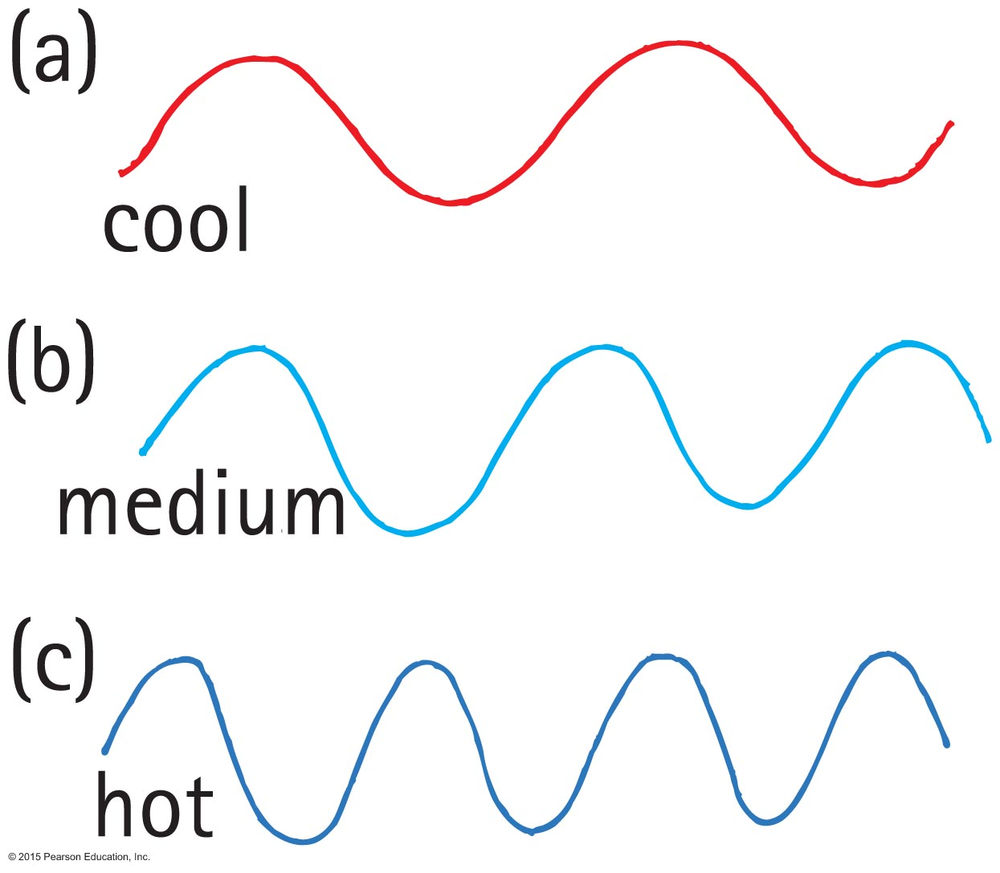 (a)
cool
(b)
medium
(c)
hot
© 2015 Pearson Education, Inc.